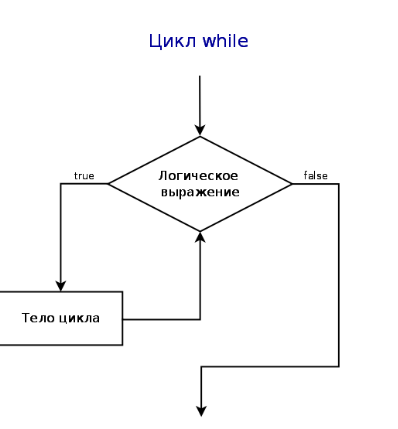 Цикл while
Логическое
выражение
true
false
Тело цикла